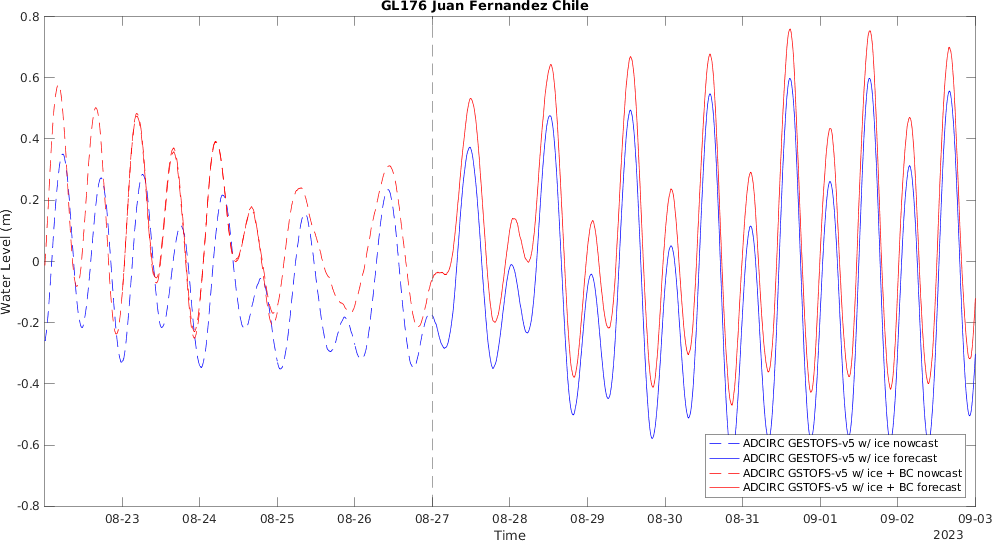 GL176 Juan Fernandez Chile
0.8
0.6
0.4
0.2
0
-0.2
-0.4
-0.6
-0.8
Water Level (m)
ADCIRC GESTOFS-v5 w/ ice nowcast
ADCIRC GESTOFS-v5 w/ ice forecast
ADCIRC GSTOFS-v5 w/ ice + BC nowcast
ADCIRC GSTOFS-v5 w/ ice + BC forecast
08-23 08-24 08-25 08-26 08-27 08-28 08-29 08-30 08-31 09-01 09-02 09-03
Time
2023